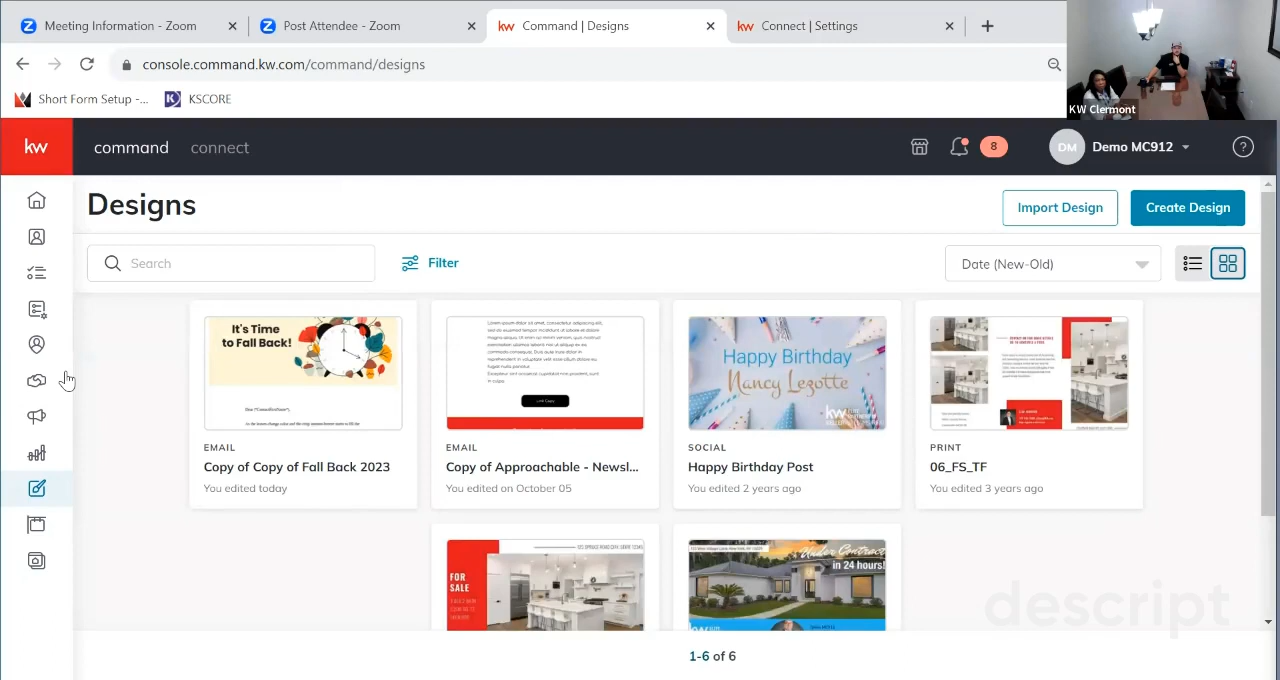 Meeting Information - Zoom
Post Attendee - Zoom
kw Command | Designs
kw Connect | Settings
console.command.kw.com/command/designs
Short Form Setup -...
K KSCORE
KW Clermont
kw command connect
8
DM Demo MC912
?
Designs
Import Design
Create Design
Search
Filter
Date (New-Old)
It's Time
to Fall Back!
EMAIL
Copy of Copy of Fall Back 2023
You edited today
EMAIL
Copy of Approachable - Newsl...
You edited on October 05
Happy Birthday
Nancy Lezotte
kw
SOCIAL
Happy Birthday Post
You edited 2 years ago
PRINT
06_FS_TF
You edited 3 years ago
FOR
SALE
Under Contract
in 24 hours!
kw
descript
1-6 of 6